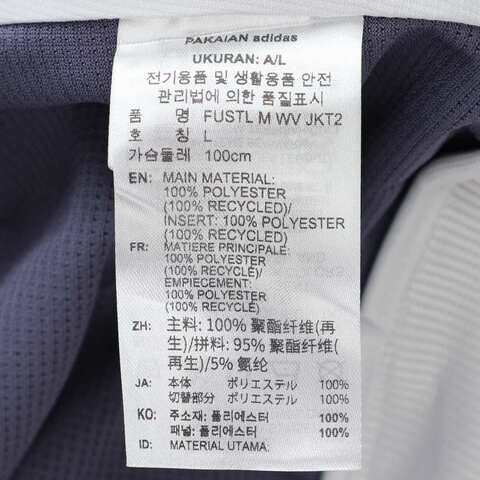 PAKAIAN adidas
UKURAN: A/L
전기용품 및 생활용품 안전
관리법에 의한 품질표시
품 명 FUSTL M WV JKT2
호 칭 L
가슴둘레 100cm
EN: MAIN MATERIAL:
100% POLYESTER
(100% RECYCLED)/
INSERT: 100% POLYESTER
(100% RECYCLED)
FR: MATIERE PRINCIPALE:
100% POLYESTER
(100% RECYCLÉ)/
EMPIECEMENT:
100% POLYESTER
(100% RECYCLÉ)
ZH: 主料: 100% 聚酯纤维(再
生)/拼料: 95% 聚酯纤维(
再生)/5% 氨纶
JA: 本体 ポリエステル 100%
切替部分 ポリエステル 100%
KO: 주소재: 폴리에스터 100%
패널: 폴리에스터 100%
ID: MATERIAL UTAMA: